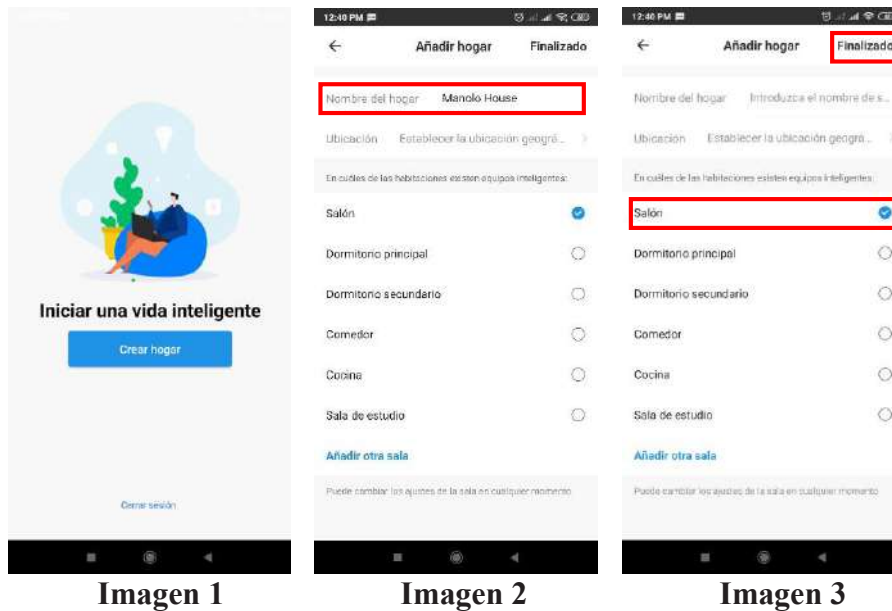 Iniciar una vida inteligente
Crear hogar
Cerrar sesión
Imagen 1
12:40 PM
Añadir hogar
Finalizado
Nombre del hogar Manolo House
Ubicación Establecer la ubicación geográ...
En cuáles de las habitaciones existen equipos inteligentes:
Salón
Dormitorio principal
Dormitorio secundario
Comedor
Cocina
Sala de estudio
Añadir otra sala
Puede cambiar los ajustes de la sala en cualquier momento
Imagen 2
12:40 PM
Añadir hogar
Finalizado
Nombre del hogar Introduzca el nombre de s...
Ubicación Establecer la ubicación geográ...
En cuáles de las habitaciones existen equipos inteligentes:
Salón
Dormitorio principal
Dormitorio secundario
Comedor
Cocina
Sala de estudio
Añadir otra sala
Puede cambiar los ajustes de la sala en cualquier momento
Imagen 3